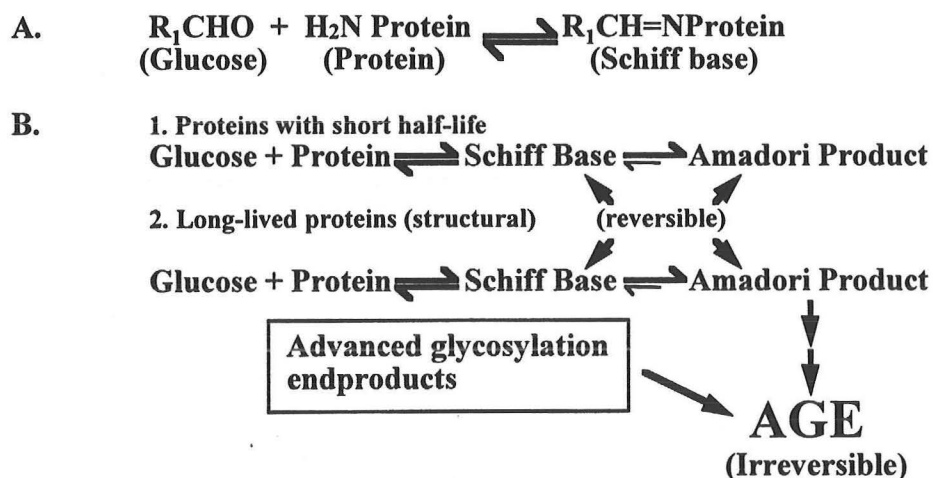 A. R₁CHO + H₂N Protein ⇌ R₁CH=NProtein
(Glucose) (Protein) (Schiff base)
B. 1. Proteins with short half-life
Glucose + Protein ⇌ Schiff Base ⇌ Amadori Product
2. Long-lived proteins (structural) (reversible)
Glucose + Protein ⇌ Schiff Base ⇌ Amadori Product
Advanced glycosylation
endproducts
AGE
(Irreversible)